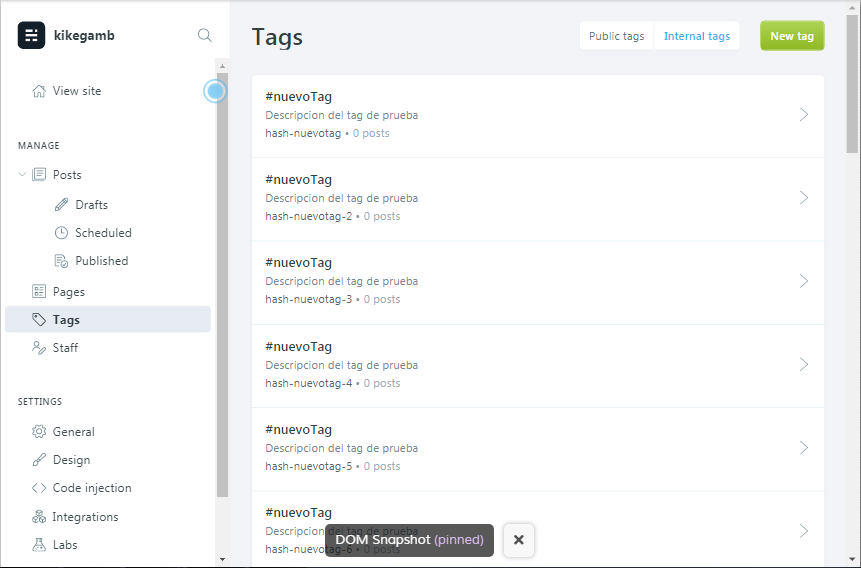 kikegamb
View site
MANAGE
Posts
Drafts
Scheduled
Published
Pages
Tags
Staff
SETTINGS
General
Design
Code injection
Integrations
Labs
Tags
Public tags
Internal tags
New tag
#nuevoTag
Descripcion del tag de prueba
hash-nuevotag • 0 posts
#nuevoTag
Descripcion del tag de prueba
hash-nuevotag-2 • 0 posts
#nuevoTag
Descripcion del tag de prueba
hash-nuevotag-3 • 0 posts
#nuevoTag
Descripcion del tag de prueba
hash-nuevotag-4 • 0 posts
#nuevoTag
Descripcion del tag de prueba
hash-nuevotag-5 • 0 posts
#nuevoTag
Descripcion del tag de prueba
hash-nuevotag-6 • 0 posts
DOM Snapshot (pinned)